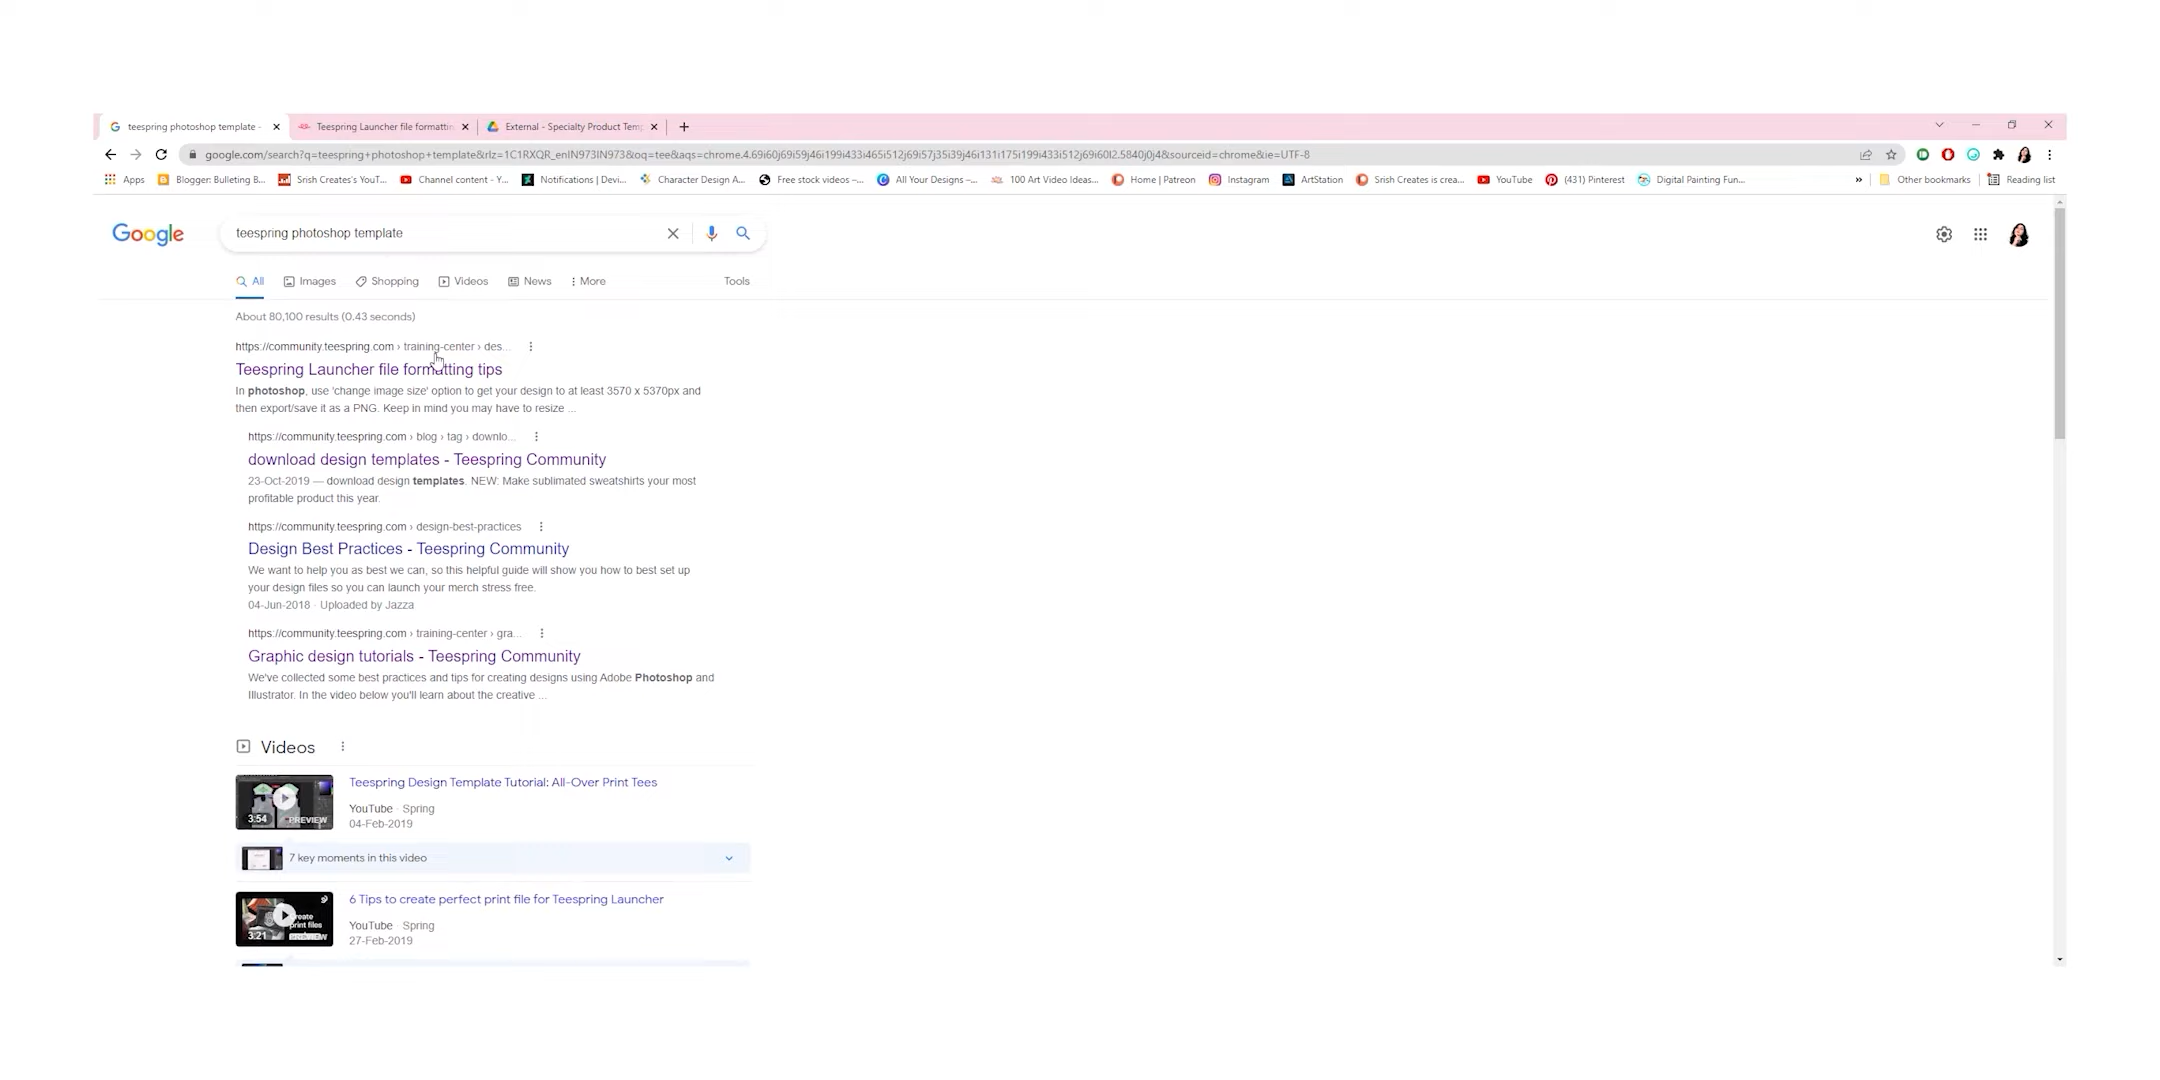 teespring photoshop template -
Teespring Launcher file formattin
External - Specialty Product Temp
google.com/search?q=teespring+photoshop+template&rlz=1C1RXQR_enIN973IN973&oq=tee&aqs=chrome.4.69i60j69i59j46i199i433i465i512j69i57j35i39j46i131i175i199i433i512j69i60l2.5840j0j4&sourceid=chrome&ie=UTF-8
Apps
Blogger: Bulleting B...
Srish Creates's YouT...
Channel content - Y...
Notifications | Devi...
Character Design A...
Free stock videos –...
All Your Designs –...
100 Art Video Ideas...
Home | Patreon
Instagram
ArtStation
Srish Creates is crea...
YouTube
(431) Pinterest
Digital Painting Fun...
»
Other bookmarks
Reading list
Google
teespring photoshop template
All
Images
Shopping
Videos
News
More
Tools
About 80,100 results (0.43 seconds)
https://community.teespring.com › training-center › des...
Teespring Launcher file formatting tips
In photoshop, use 'change image size' option to get your design to at least 3570 x 5370px and
then export/save it as a PNG. Keep in mind you may have to resize ...
https://community.teespring.com › blog › tag › downlo...
download design templates - Teespring Community
23-Oct-2019 — download design templates. NEW: Make sublimated sweatshirts your most
profitable product this year.
https://community.teespring.com › design-best-practices
Design Best Practices - Teespring Community
We want to help you as best we can, so this helpful guide will show you how to best set up
your design files so you can launch your merch stress free.
04-Jun-2018 · Uploaded by Jazza
https://community.teespring.com › training-center › gra...
Graphic design tutorials - Teespring Community
We've collected some best practices and tips for creating designs using Adobe Photoshop and
Illustrator. In the video below you'll learn about the creative ...
Videos
Teespring Design Template Tutorial: All-Over Print Tees
3:54
PREVIEW
YouTube · Spring
04-Feb-2019
7 key moments in this video
6 Tips to create perfect print file for Teespring Launcher
print files
3:21
YouTube · Spring
27-Feb-2019